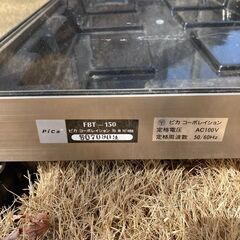 Pica
FBT-150
ピカ コーポレイション
ピカ コーポレイション
定格電圧 AC100V
定格周波数 50/60Hz